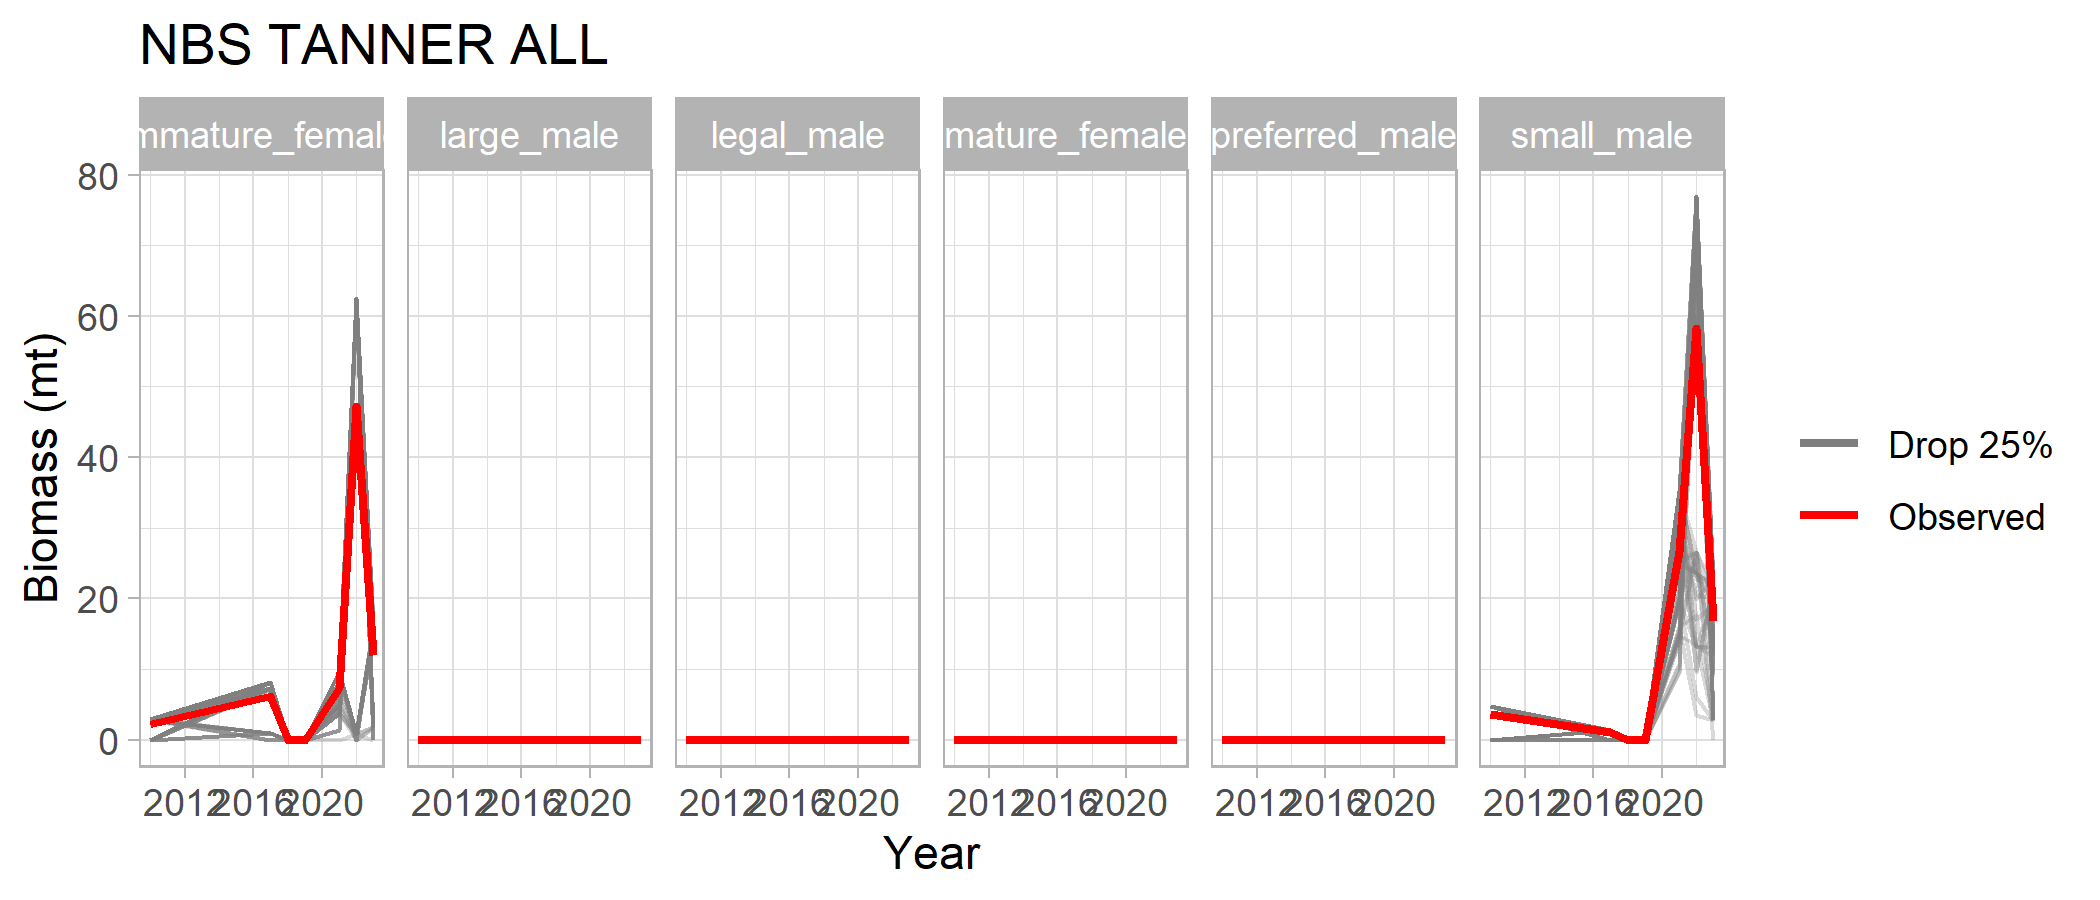 NBS TANNER ALL
mmature_femal large_male legal_male mature_female preferred_male small_male
80
60
40
20
0
Biomass (mt)
2012 2016 2020 2012 2016 2020 2012 2016 2020 2012 2016 2020 2012 2016 2020 2012 2016 2020
Year
Drop 25%
Observed